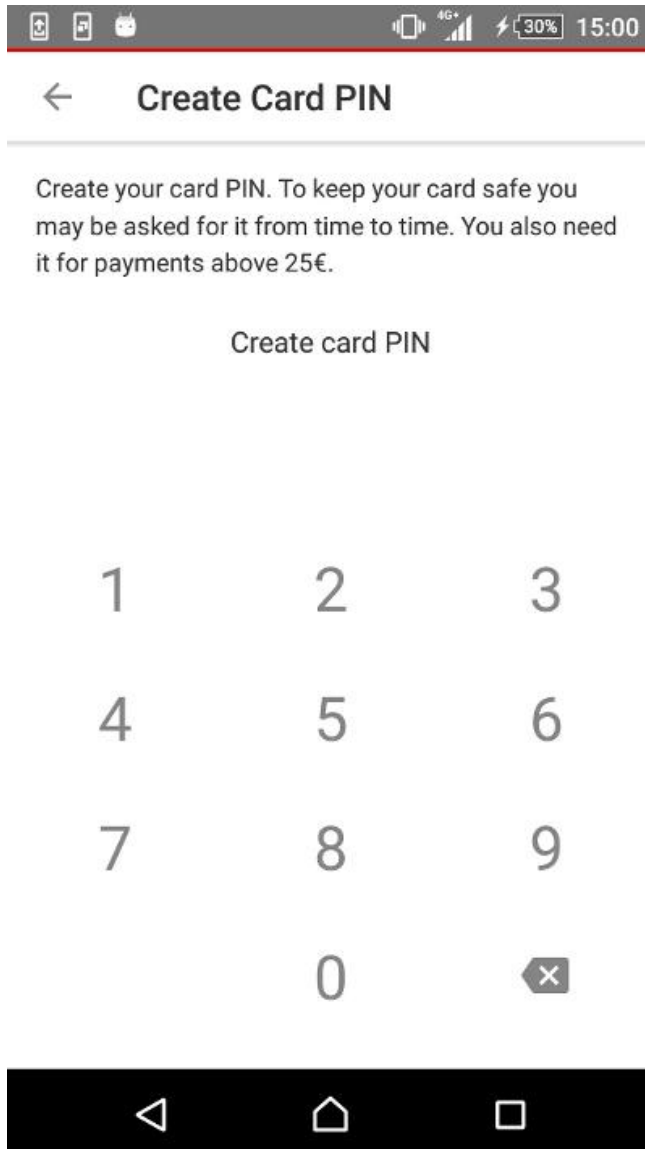 4G+
30% 15:00
Create Card PIN
Create your card PIN. To keep your card safe you
may be asked for it from time to time. You also need
it for payments above 25€.
Create card PIN
1 2 3
4 5 6
7 8 9
0